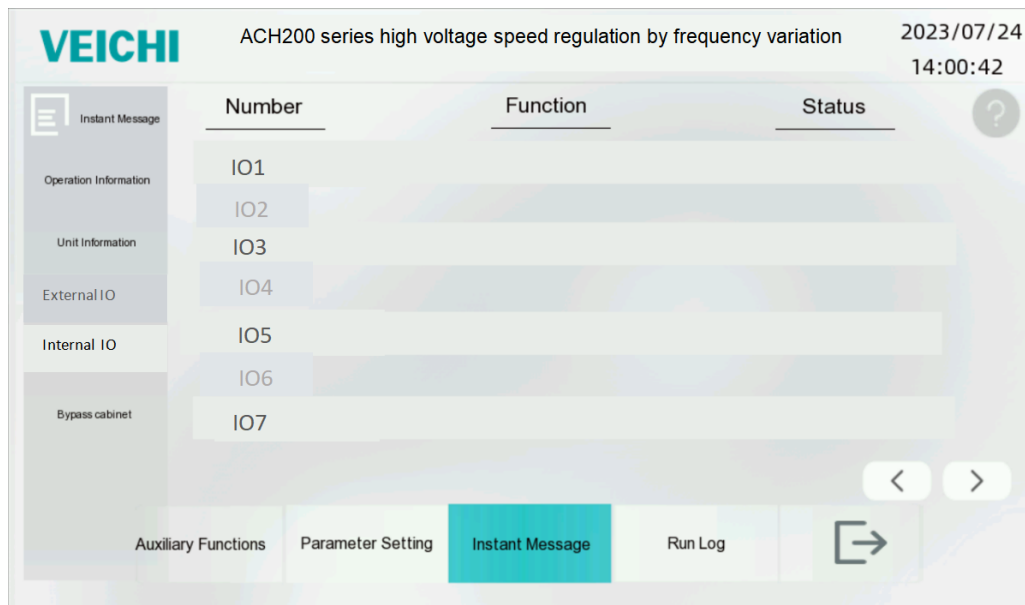 VEICHI
ACH200 series high voltage speed regulation by frequency variation
2023/07/24
14:00:42
Instant Message
Operation Information
Unit Information
External IO
Internal IO
Bypass cabinet
Number Function Status
?
IO1
IO2
IO3
IO4
IO5
IO6
IO7
< >
Auxiliary Functions Parameter Setting Instant Message Run Log